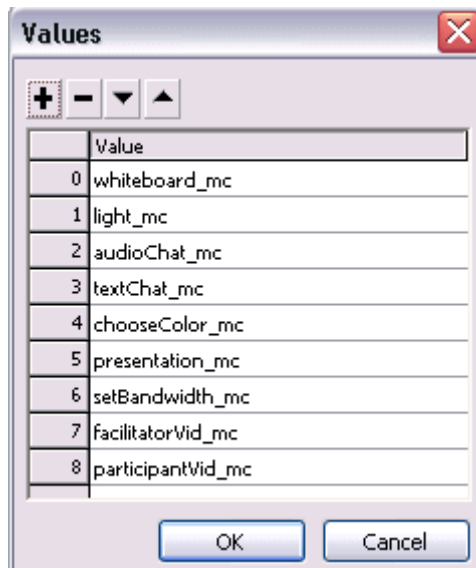 Values
Value
0 whiteboard_mc
1 light_mc
2 audioChat_mc
3 textChat_mc
4 chooseColor_mc
5 presentation_mc
6 setBandwidth_mc
7 facilitatorVid_mc
8 participantVid_mc
OK Cancel